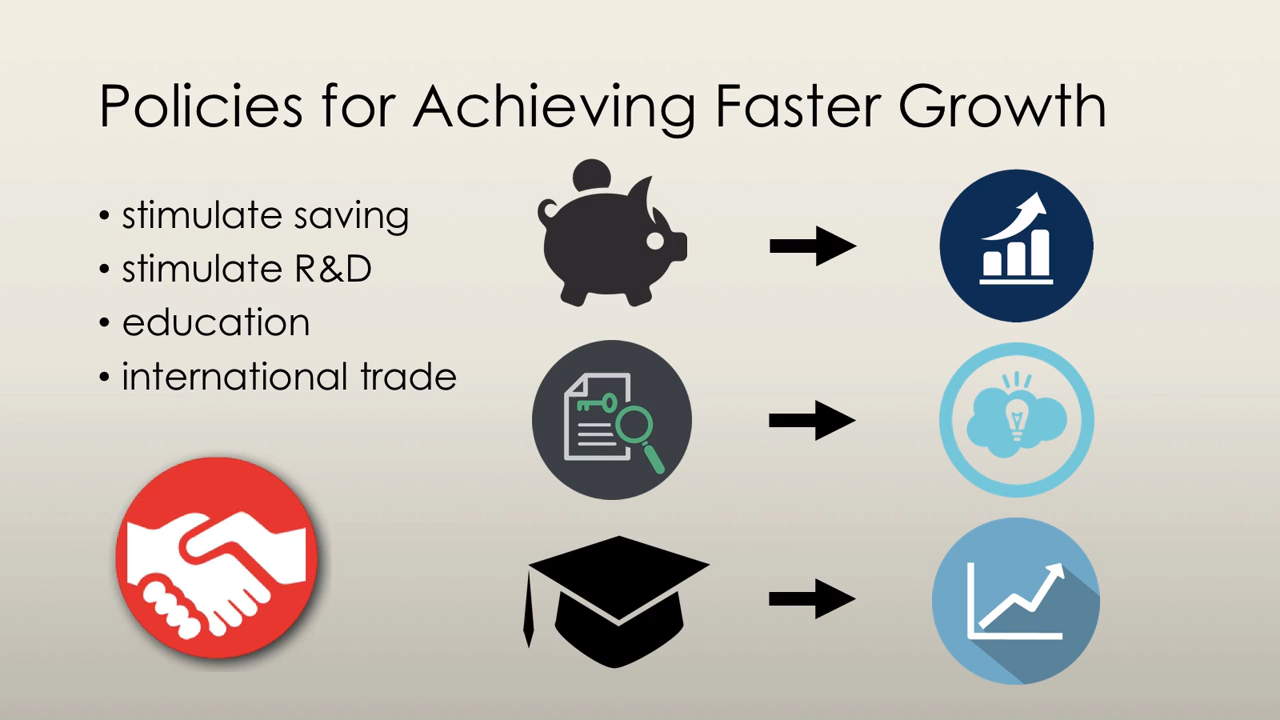 Policies for Achieving Faster Growth
• stimulate saving
• stimulate R&D
• education
• international trade